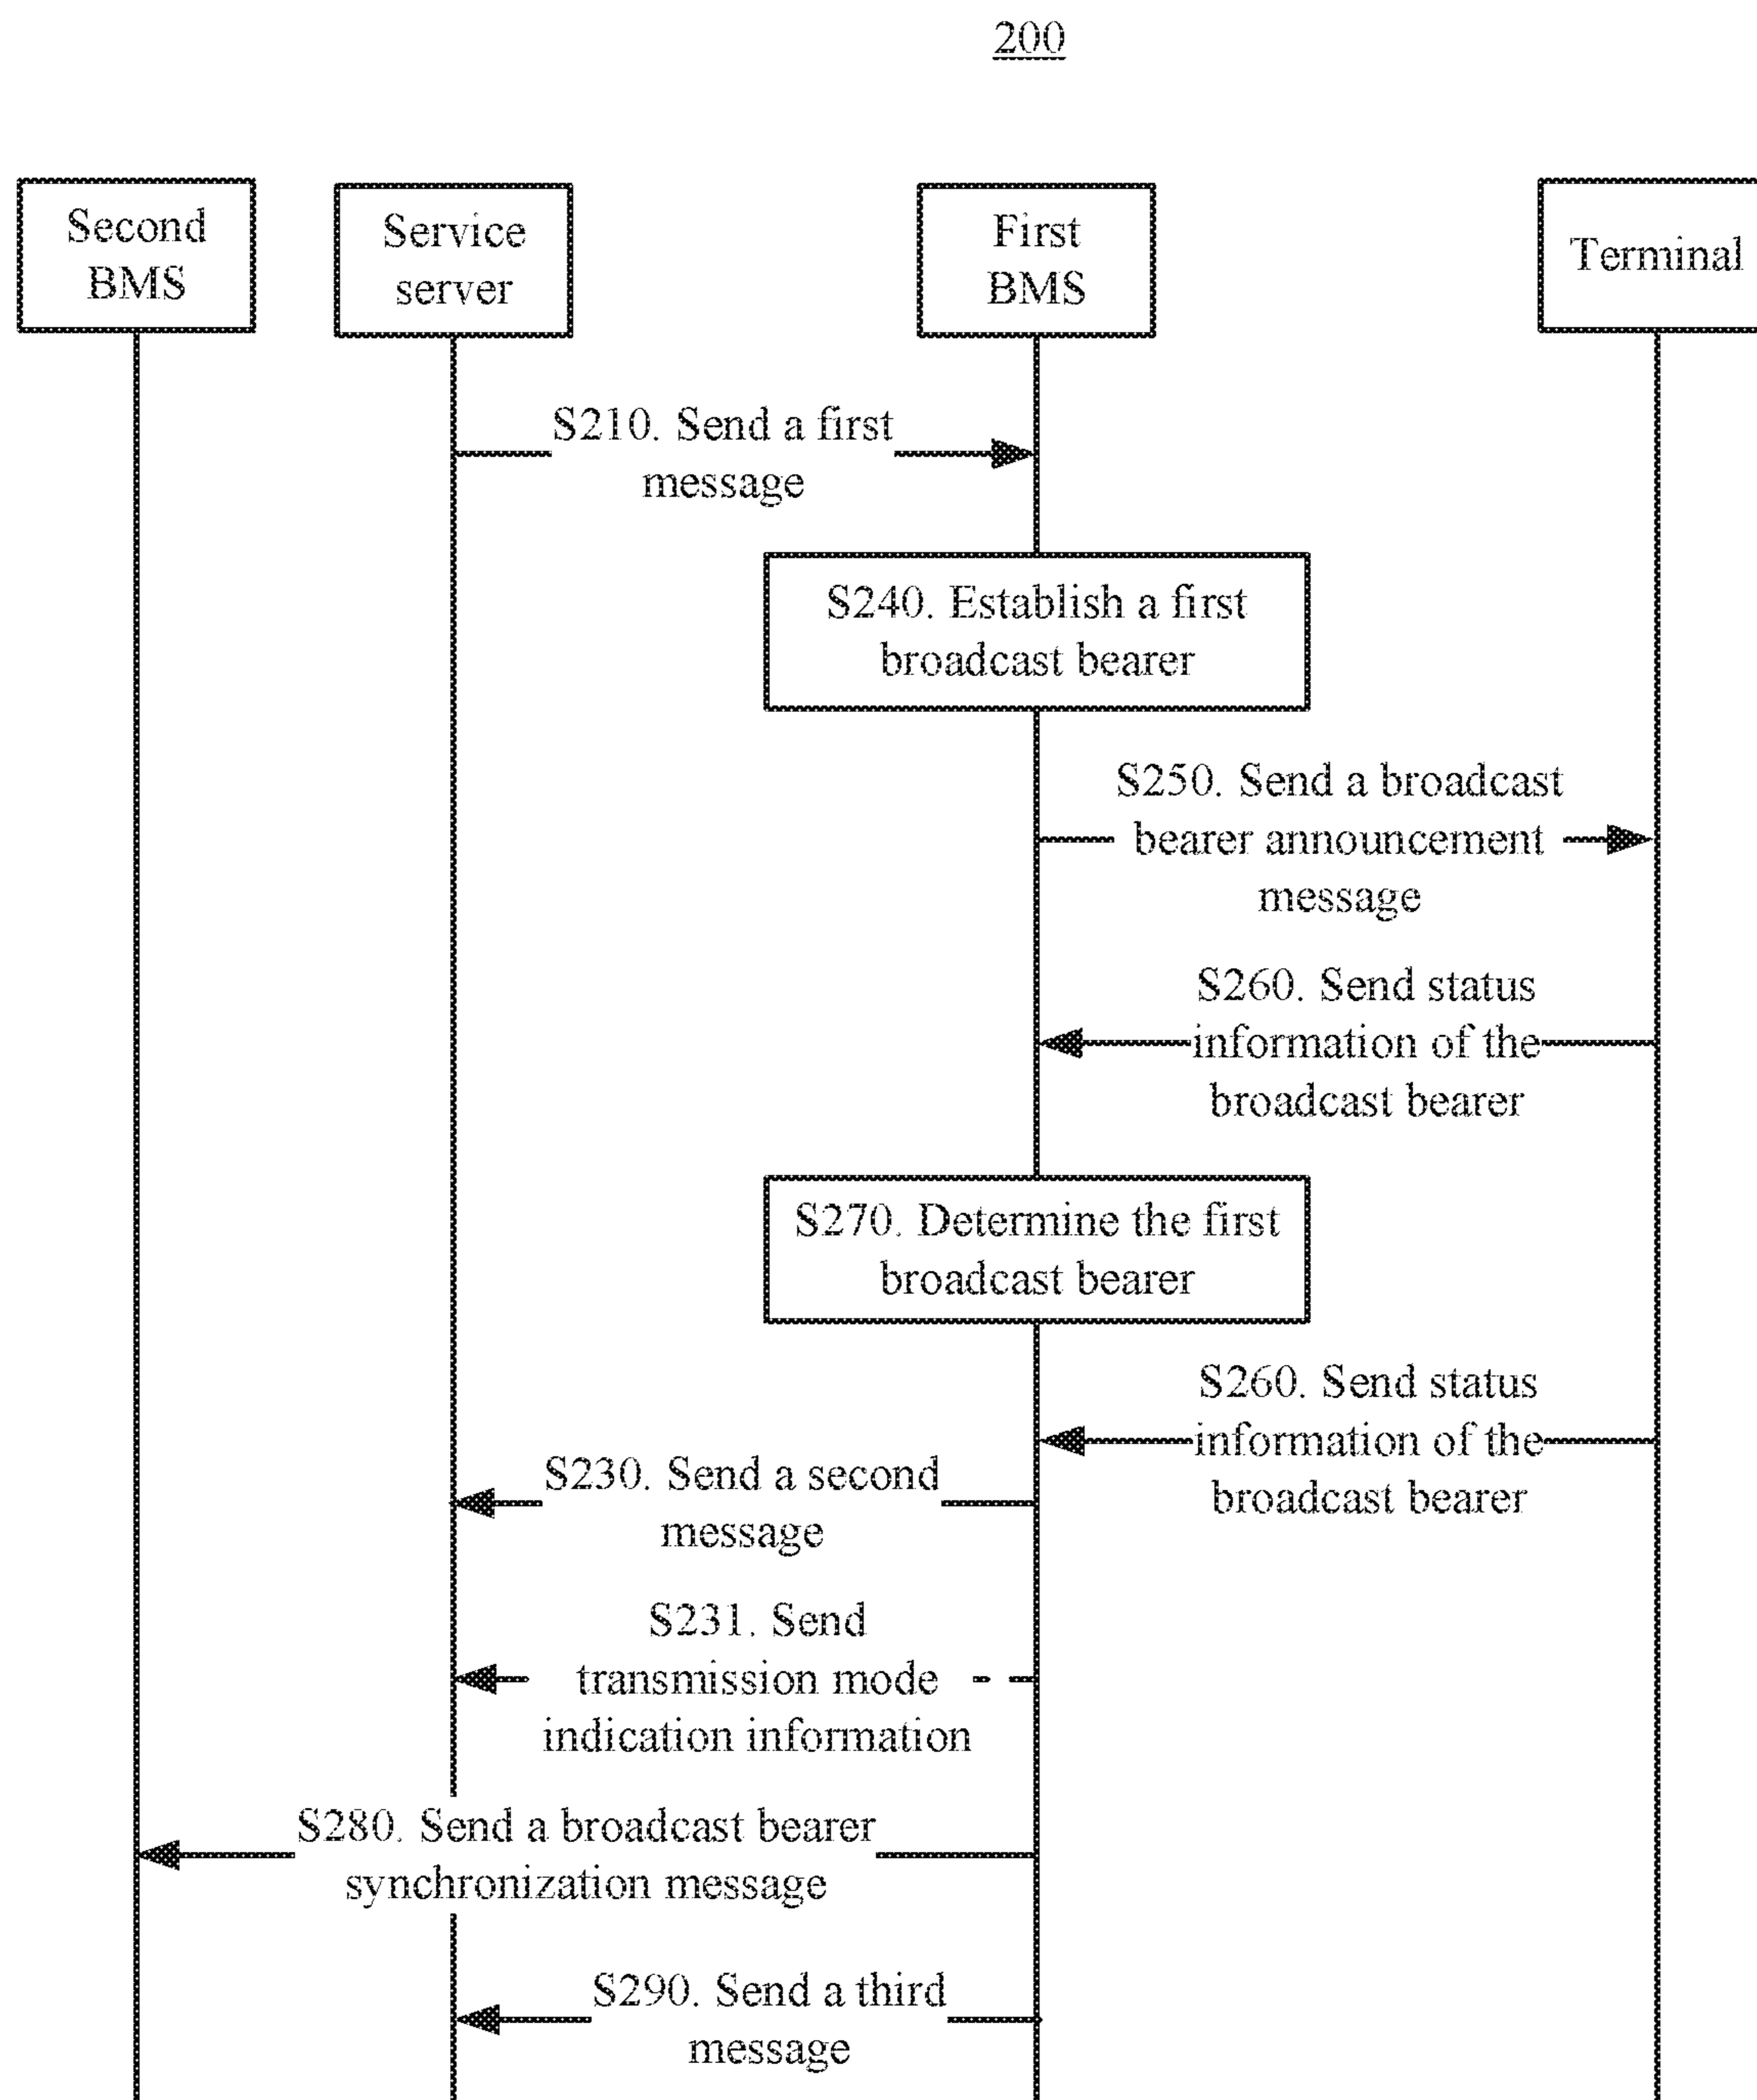 200
Second
BMS
Service
server
First
BMS
Terminal
S210. Send a first
message
S240. Establish a first
broadcast bearer
S250. Send a broadcast
bearer announcement
message
S260. Send status
information of the
broadcast bearer
S270. Determine the first
broadcast bearer
S260. Send status
information of the
broadcast bearer
S230. Send a second
message
S231. Send
transmission mode
indication information
S280. Send a broadcast bearer
synchronization message
S290. Send a third
message